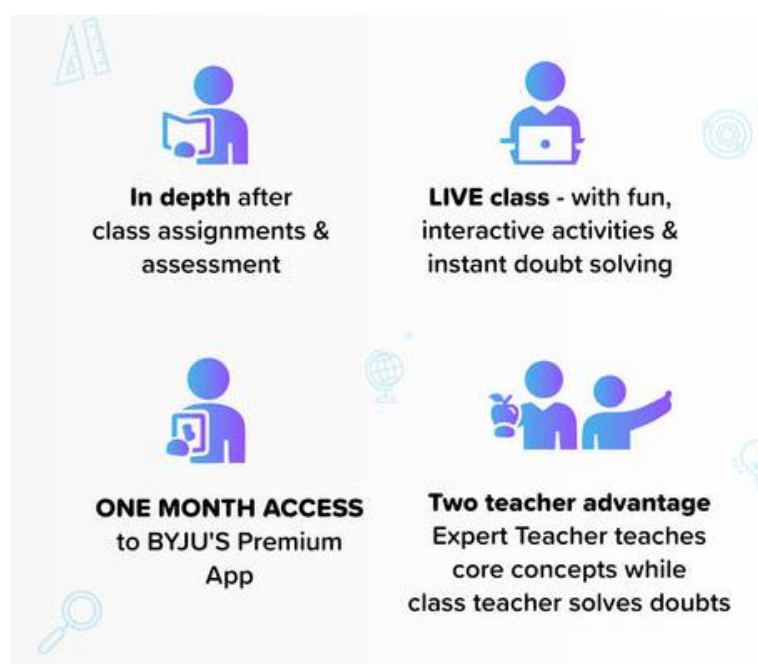 In depth after
class assignments &
assessment
LIVE class - with fun,
interactive activities &
instant doubt solving
ONE MONTH ACCESS
to BYJU'S Premium
App
Two teacher advantage
Expert Teacher teaches
core concepts while
class teacher solves doubts